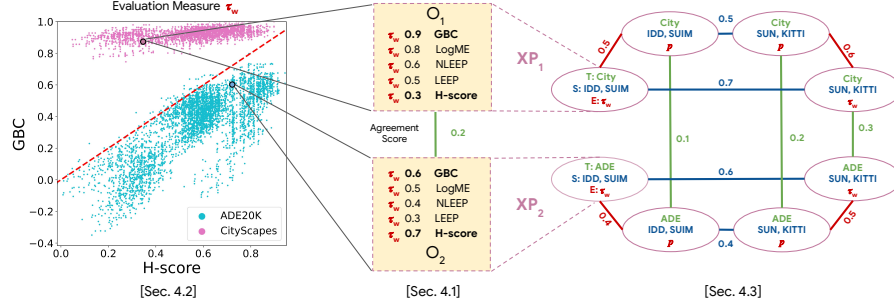 Evaluation Measure τw
GBC
1.0
0.8
0.6
0.4
0.2
0.0
−0.2
−0.4
0.0
0.2
0.4
0.6
0.8
H-score
ADE20K
CityScapes
[Sec. 4.2]
O1
τw 0.9 GBC
τw 0.8 LogME
τw 0.6 NLEEP
τw 0.5 LEEP
τw 0.3 H-score
Agreement
Score
0.2
τw 0.6 GBC
τw 0.5 LogME
τw 0.4 NLEEP
τw 0.3 LEEP
τw 0.7 H-score
O2
[Sec. 4.1]
XP1
XP2
City
IDD, SUIM
p
0.5
City
SUN, KITTI
p
0.5
0.6
T: City
S: IDD, SUIM
E: τw
0.7
City
SUN, KITTI
τw
0.1
0.2
0.3
T: ADE
S: IDD, SUIM
E: τw
0.6
ADE
SUN, KITTI
τw
0.4
0.5
ADE
IDD, SUIM
p
0.4
ADE
SUN, KITTI
p
[Sec. 4.3]